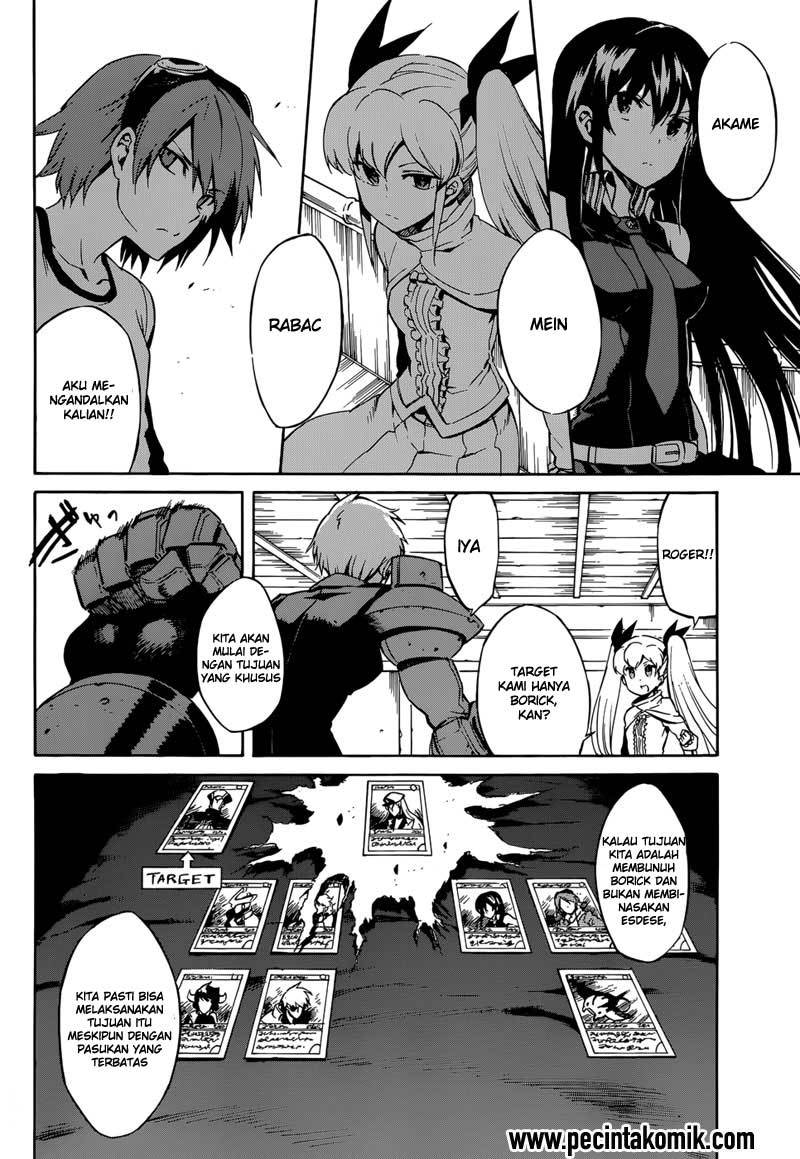 AKAME
MEIN
RABAC
AKU ME-
NGANDALKAN
KALIAN!!
ROGER!!
IYA
TARGET
KAMI HANYA
BORICK,
KAN?
KITA AKAN
MULAI DE-
NGAN TUJUAN
YANG KHUSUS
KALAU TUJUAN
KITA ADALAH
MEMBUNUH
BORICK DAN
BUKAN MEMBI-
NASAKAN
ESDESE,
TARGET
KITA PASTI BISA
MELAKSANAKAN
TUJUAN ITU
MESKIPUN DENGAN
PASUKAN YANG
TERBATAS
www.pecintakomik.com